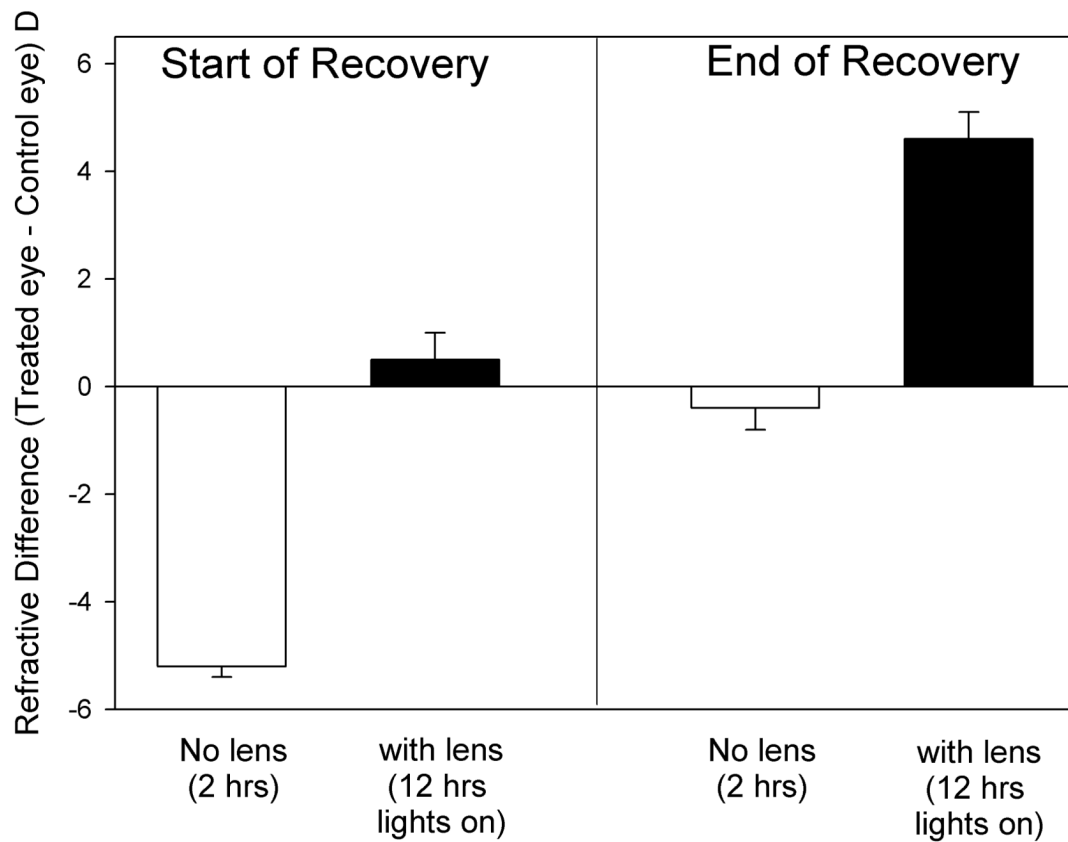 Refractive Difference (Treated eye - Control eye) D
6
4
2
0
-2
-4
-6
Start of Recovery
End of Recovery
No lens
(2 hrs)
with lens
(12 hrs
lights on)
No lens
(2 hrs)
with lens
(12 hrs
lights on)